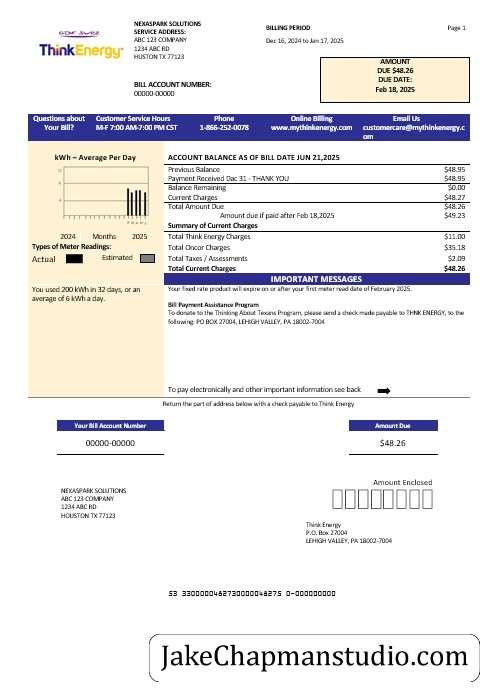 NEXASPARK SOLUTIONS
SERVICE ADDRESS:
ABC 123 COMPANY
1234 ABC RD
HUSTON TX 77123
BILLING PERIOD
Page 1
Dec 16, 2024 to Jan 17, 2025
ThinkEnergy
AMOUNT
DUE $48.26
DUE DATE:
Feb 18, 2025
BILL ACCOUNT NUMBER:
00000-00000
Questions about
Your Bill?
Customer Service Hours
M-F 7:00 AM-7:00 PM CST
Phone
1-866-252-0078
Online Billing
www.mythinkenergy.com
Email Us
customercare@mythinkenergy.c
om
kWh – Average Per Day
2024 Months 2025
Types of Meter Readings:
Actual
Estimated
You used 200 kWh in 32 days, or an
average of 6 kWh a day.
ACCOUNT BALANCE AS OF BILL DATE JUN 21,2025
Previous Balance $48.95
Payment Received Dac 31 - THANK YOU $48.95
Balance Remaining $0.00
Current Charges $48.27
Total Amount Due $48.26
Amount due if paid after Feb 18,2025 $49.23
Summary of Current Charges
Total Think Energy Charges $11.00
Total Oncor Charges $35.18
Total Taxes / Assessments $2.09
Total Current Charges $48.26
IMPORTANT MESSAGES
Your fixed rate product will expire on or after your first meter read date of February 2025.
Bill Payment Assistance Program
To donate to the Thinking About Texans Program, please send a check made payable to THNK ENERGY, to the
following: PO BOX 27004, LEHIGH VALLEY, PA 18002-7004
To pay electronically and other important information see back
Return the part of address below with a check payable to Think Energy
Your Bill Account Number
00000-00000
Amount Due
$48.26
Amount Enclosed
NEXASPARK SOLUTIONS
ABC 123 COMPANY
1234 ABC RD
HOUSTON TX 77123
Think Energy
P.O. Box 27004
LEHIGH VALLEY, PA 18002-7004
JakeChapmanstudio.com